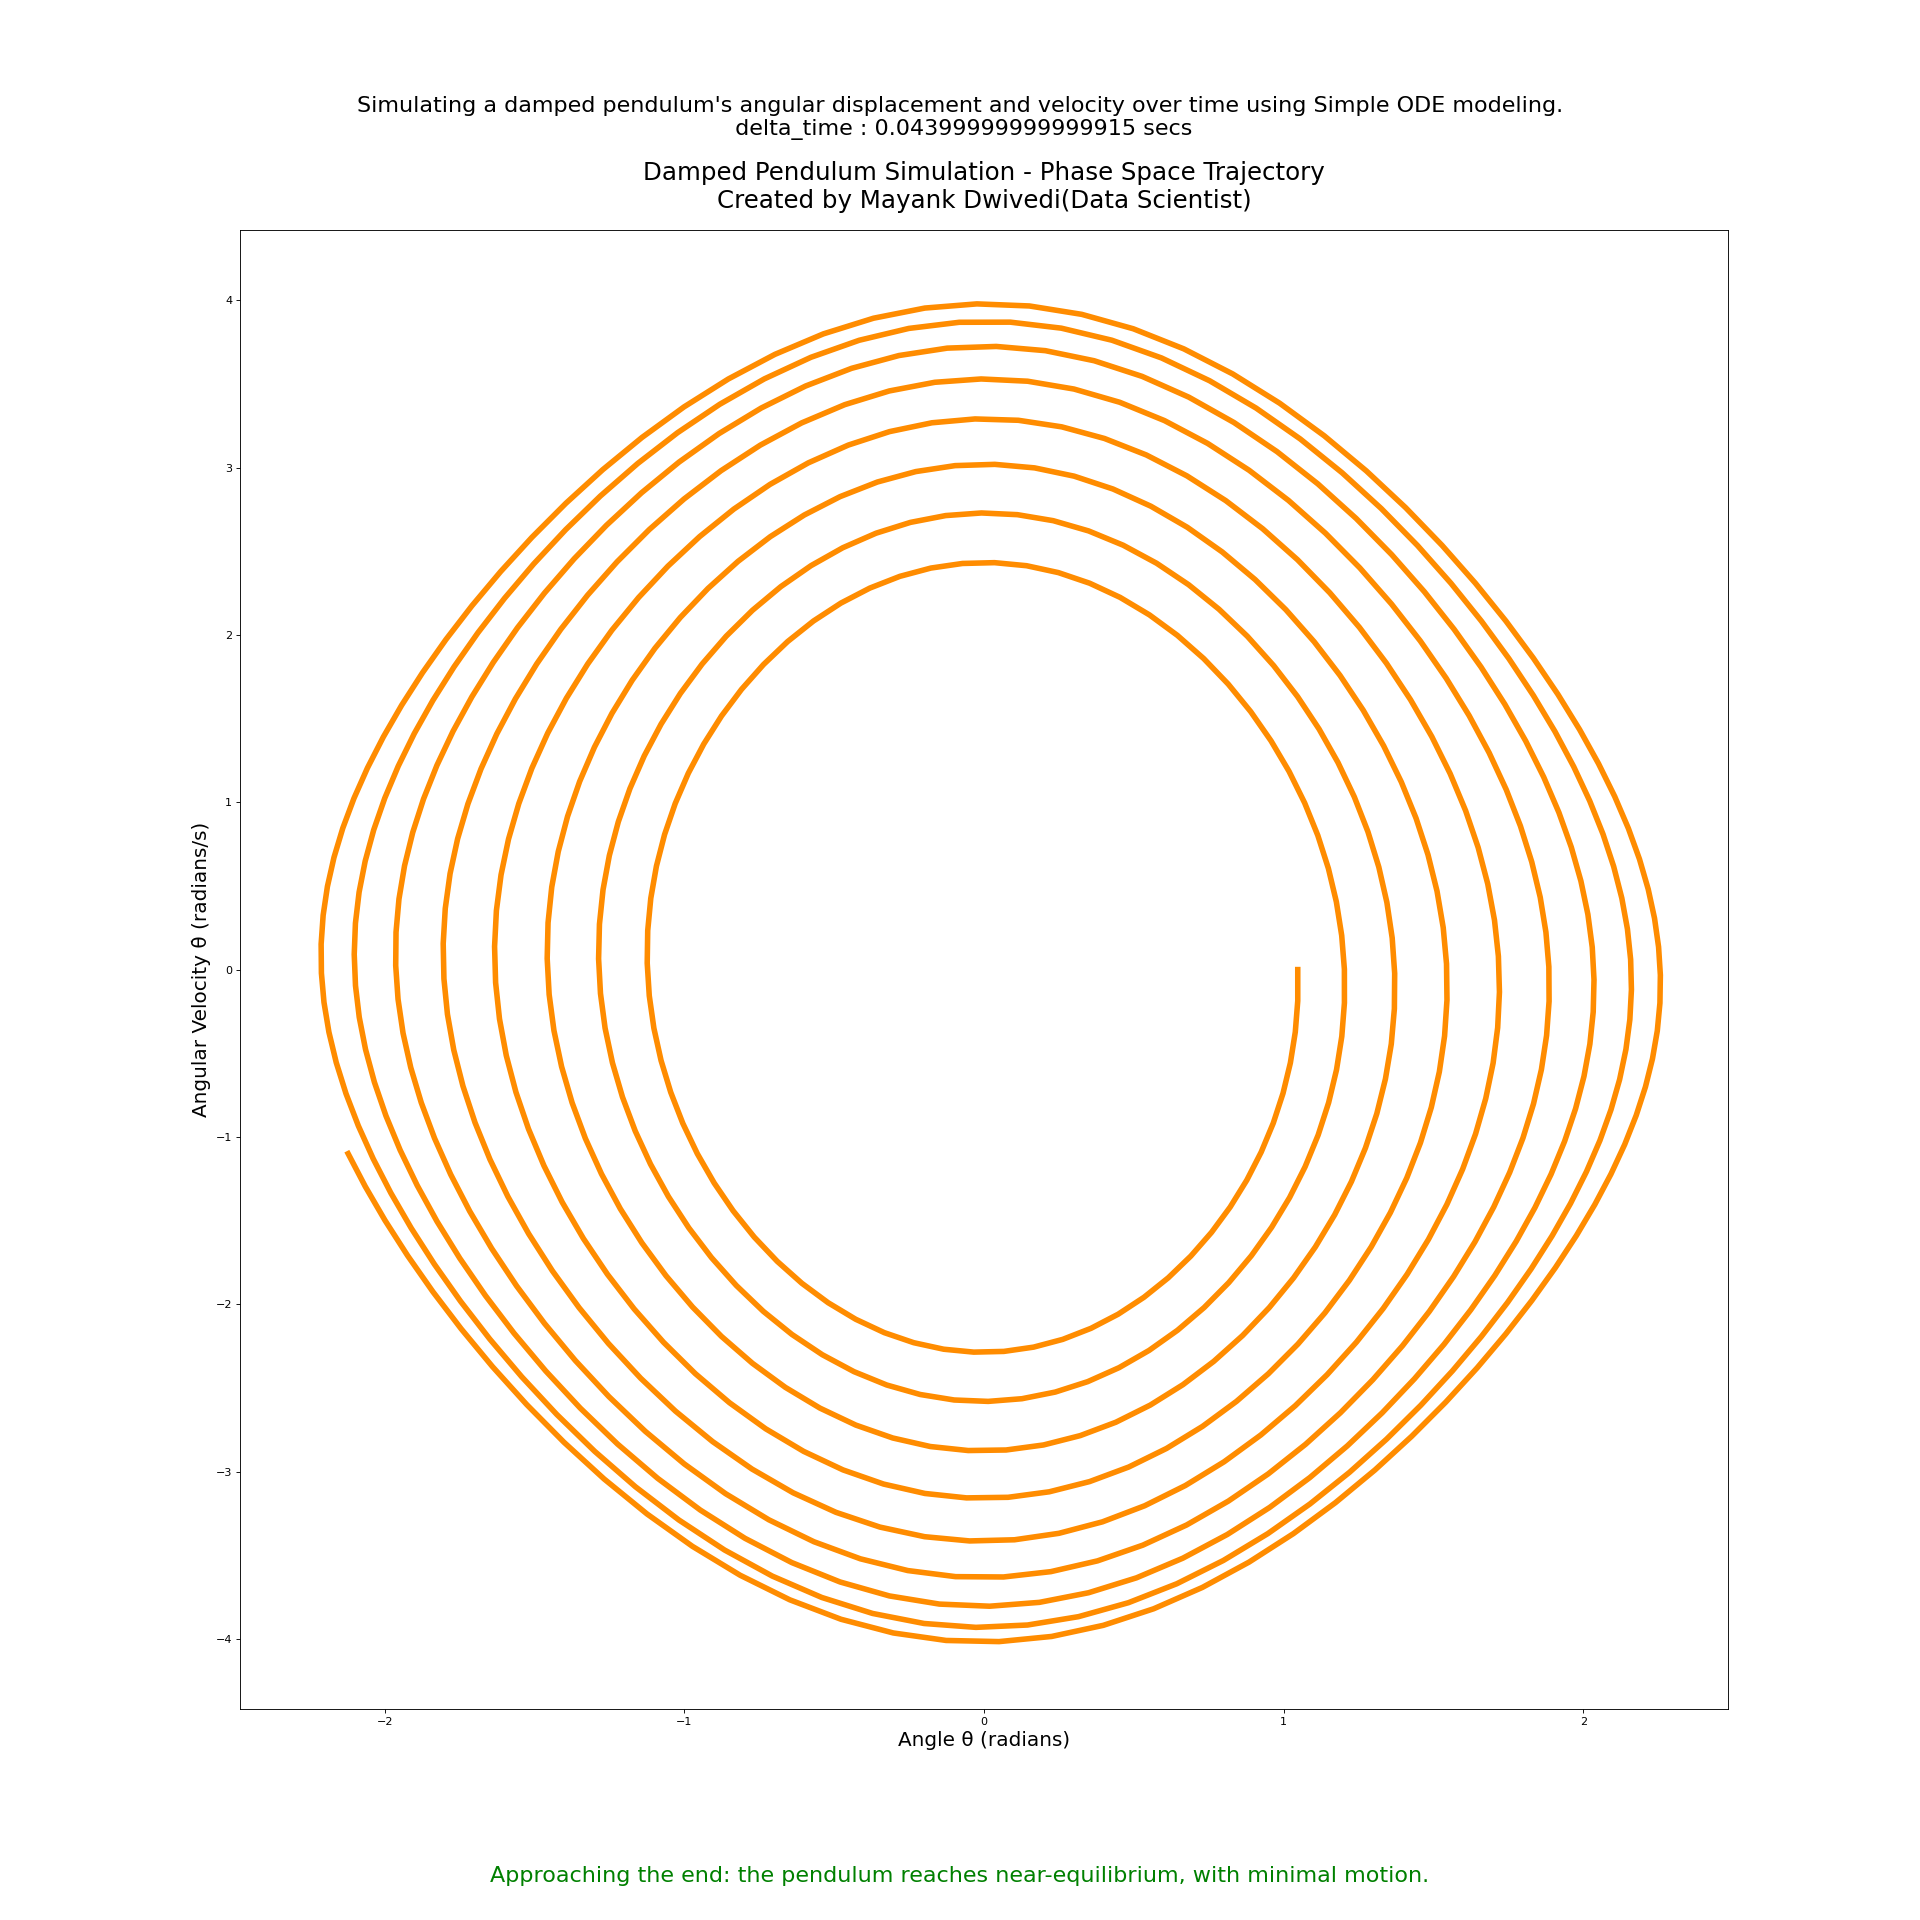 Simulating a damped pendulum's angular displacement and velocity over time using Simple ODE modeling.
delta_time : 0.04399999999999915 secs
Damped Pendulum Simulation - Phase Space Trajectory
Created by Mayank Dwivedi(Data Scientist)
4
3
2
1
0
−1
−2
−3
−4
Angular Velocity θ̇ (radians/s)
−2
−1
0
1
2
Angle θ (radians)
Approaching the end: the pendulum reaches near-equilibrium, with minimal motion.